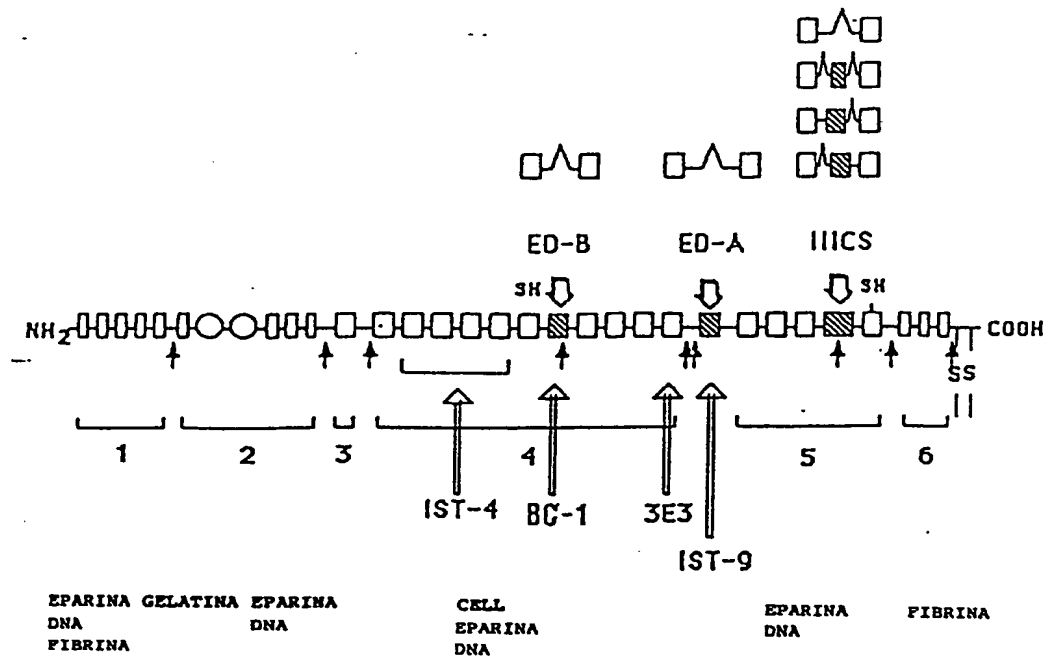 ED-B ED-A IIICS
SH SH
NH2 COOH
SS
1 2 3 4 5 6
IST-4 BC-1 3E3
IST-9
EPARINA GELATINA EPARINA CELL EPARINA FIBRINA
DNA DNA EPARINA DNA
FIBRINA DNA